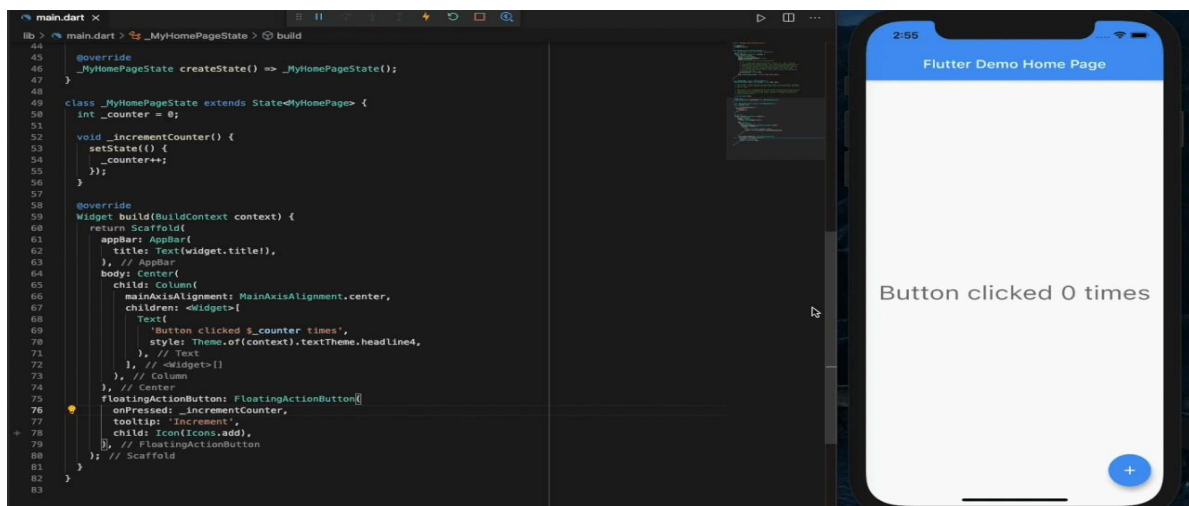 main.dart ×
lib > main.dart > _MyHomePageState > build
44
45 @override
46 _MyHomePageState createState() => _MyHomePageState();
47 }
48
49 class _MyHomePageState extends State<MyHomePage> {
50 int _counter = 0;
51
52 void _incrementCounter() {
53 setState(() {
54 _counter++;
55 });
56 }
57
58 @override
59 Widget build(BuildContext context) {
60 return Scaffold(
61 appBar: AppBar(
62 title: Text(widget.title!),
63 ), // AppBar
64 body: Center(
65 child: Column(
66 mainAxisAlignment: MainAxisAlignment.center,
67 children: <Widget>[
68 Text(
69 'Button clicked $_counter times',
70 style: Theme.of(context).textTheme.headline4,
71 ), // Text
72 ], // <Widget>[]
73 ), // Column
74 ), // Center
75 floatingActionButton: FloatingActionButton(
76 onPressed: _incrementCounter,
77 tooltip: 'Increment',
78 child: Icon(Icons.add),
79 ), // FloatingActionButton
80 ); // Scaffold
81 }
82 }
83
2:55
Flutter Demo Home Page
Button clicked 0 times
+